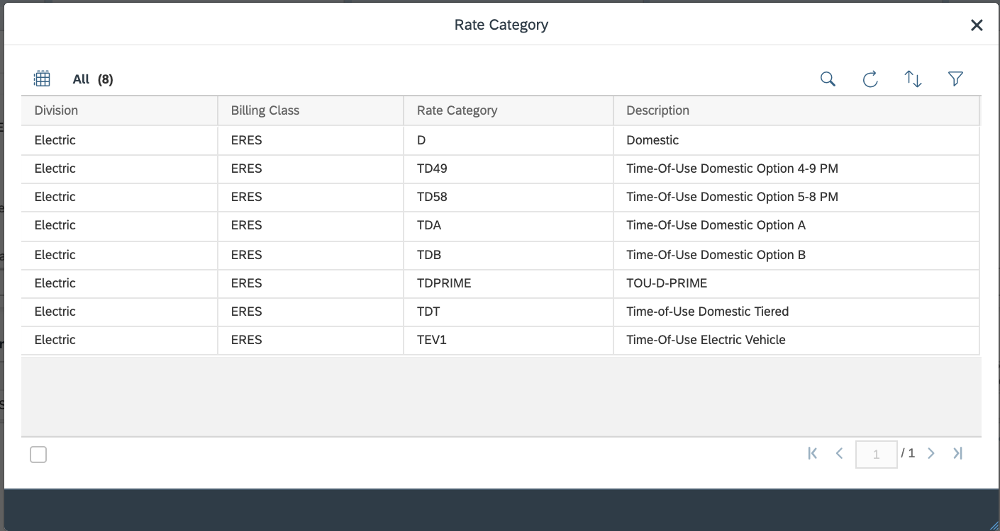 Rate Category
All (8)
Division Billing Class Rate Category Description
Electric ERES D Domestic
Electric ERES TD49 Time-Of-Use Domestic Option 4-9 PM
Electric ERES TD58 Time-Of-Use Domestic Option 5-8 PM
Electric ERES TDA Time-Of-Use Domestic Option A
Electric ERES TDB Time-Of-Use Domestic Option B
Electric ERES TDPRIME TOU-D-PRIME
Electric ERES TDT Time-of-Use Domestic Tiered
Electric ERES TEV1 Time-Of-Use Electric Vehicle
1 / 1